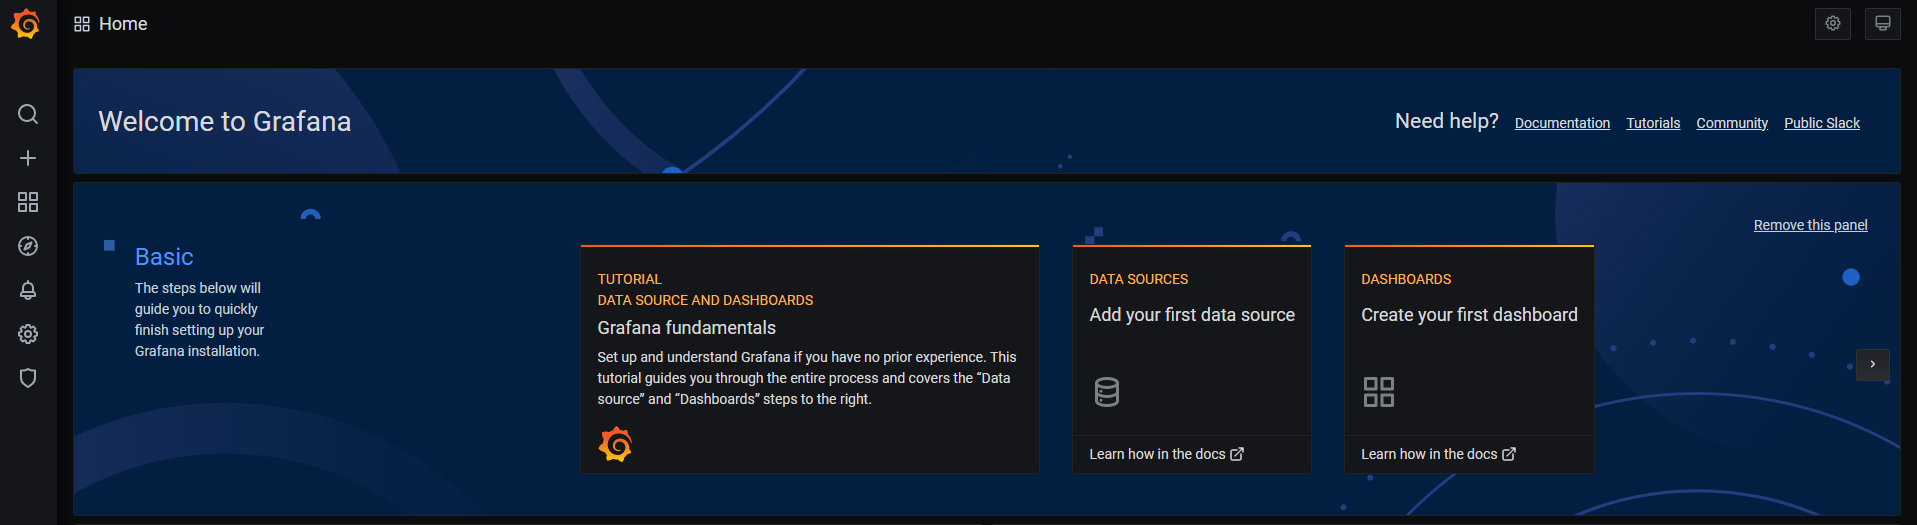 Home
Welcome to Grafana
Need help? Documentation Tutorials Community Public Slack
Remove this panel
Basic
The steps below will
guide you to quickly
finish setting up your
Grafana installation.
TUTORIAL
DATA SOURCE AND DASHBOARDS
Grafana fundamentals
Set up and understand Grafana if you have no prior experience. This
tutorial guides you through the entire process and covers the “Data
source” and “Dashboards” steps to the right.
DATA SOURCES
Add your first data source
Learn how in the docs
DASHBOARDS
Create your first dashboard
Learn how in the docs